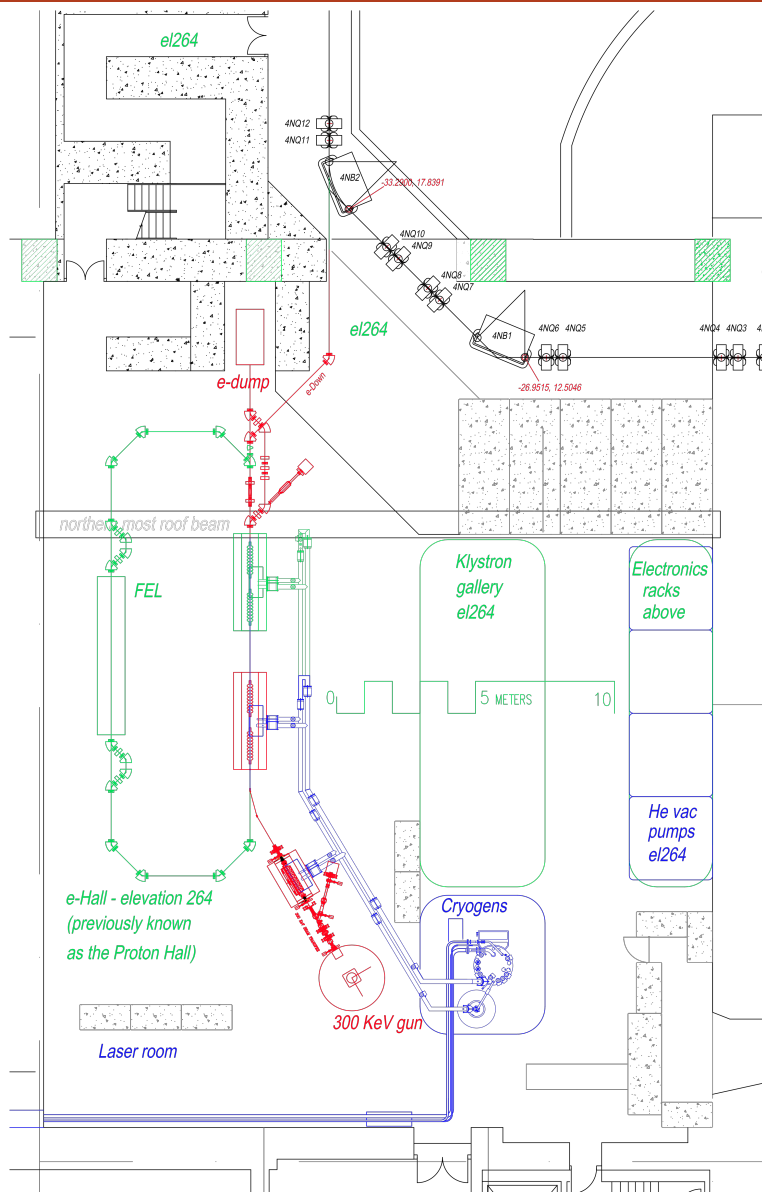 el264
4NQ12
4NQ11
4NB2
-33.2900, 17.8391
4NQ10
4NQ9
4NQ8
4NQ7
el264
4NB1
4NQ6 4NQ5
4NQ4 4NQ3
-26.9515, 12.5046
e-dump
e-Down
northern most roof beam
FEL
Klystron
gallery
el264
Electronics
racks
above
0 5 METERS 10
He vac
pumps
el264
e-Hall - elevation 264
(previously known
as the Proton Hall)
Cryogens
300 KeV gun
Laser room